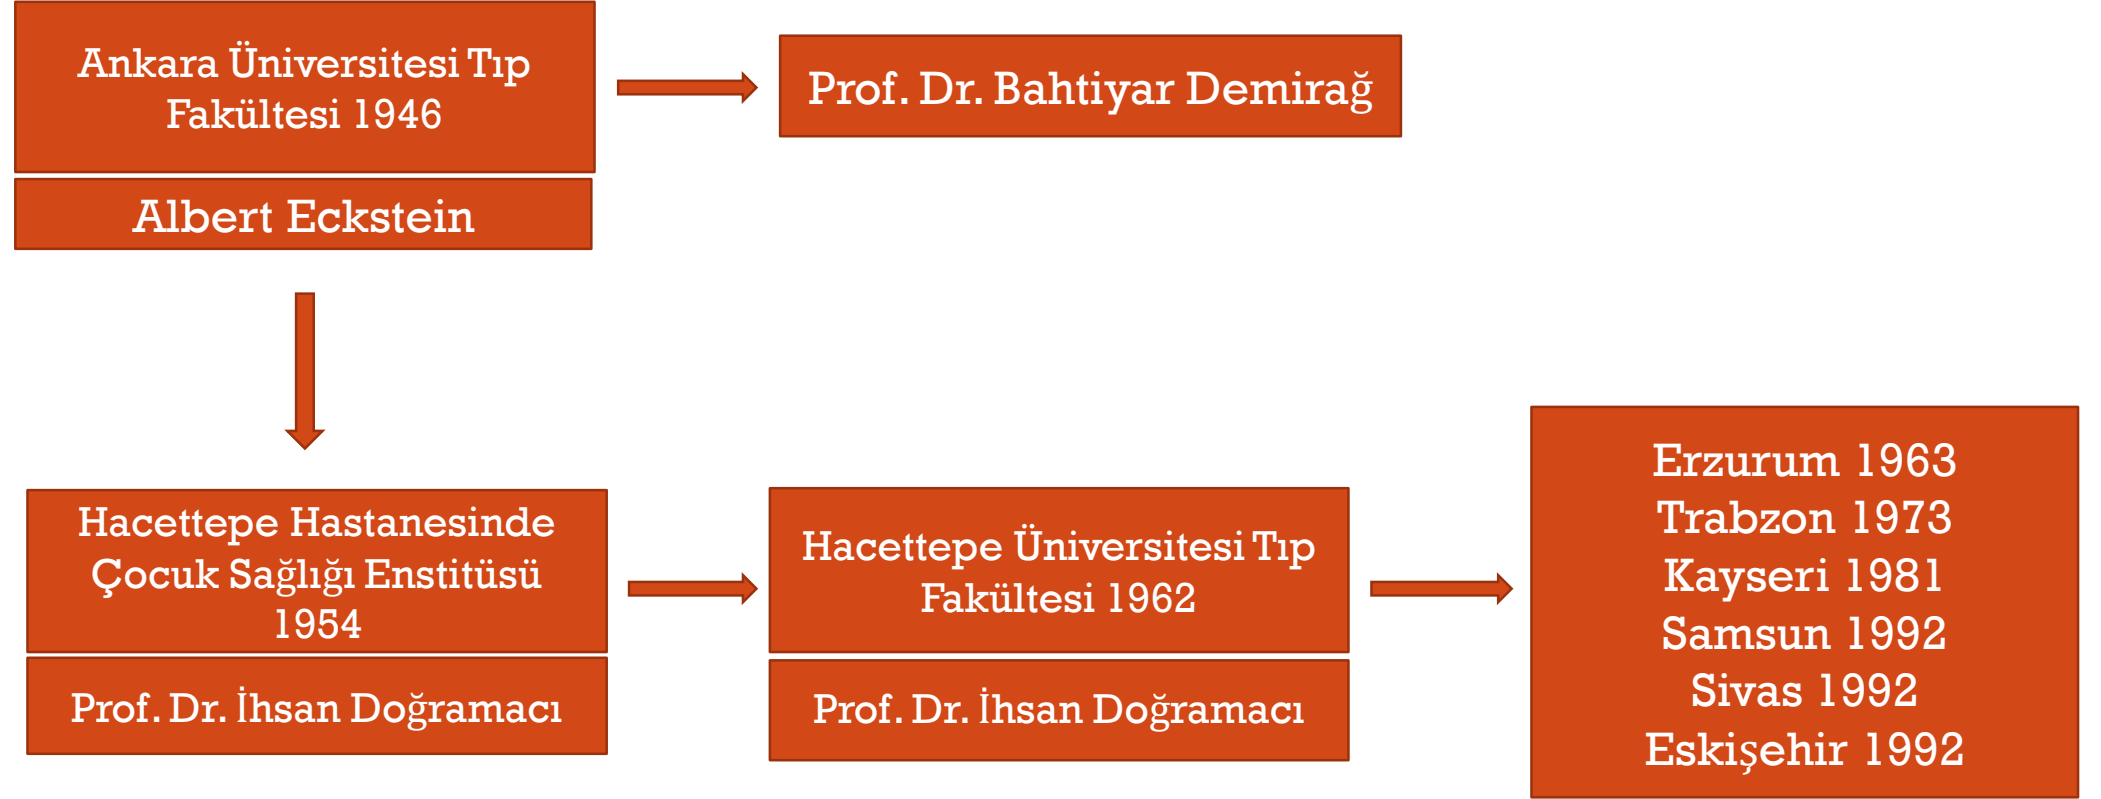 Ankara Üniversitesi Tıp
Fakültesi 1946
Albert Eckstein
Prof. Dr. Bahtiyar Demirağ
Hacettepe Hastanesinde
Çocuk Sağlığı Enstitüsü
1954
Prof. Dr. İhsan Doğramacı
Hacettepe Üniversitesi Tıp
Fakültesi 1962
Prof. Dr. İhsan Doğramacı
Erzurum 1963
Trabzon 1973
Kayseri 1981
Samsun 1992
Sivas 1992
Eskişehir 1992